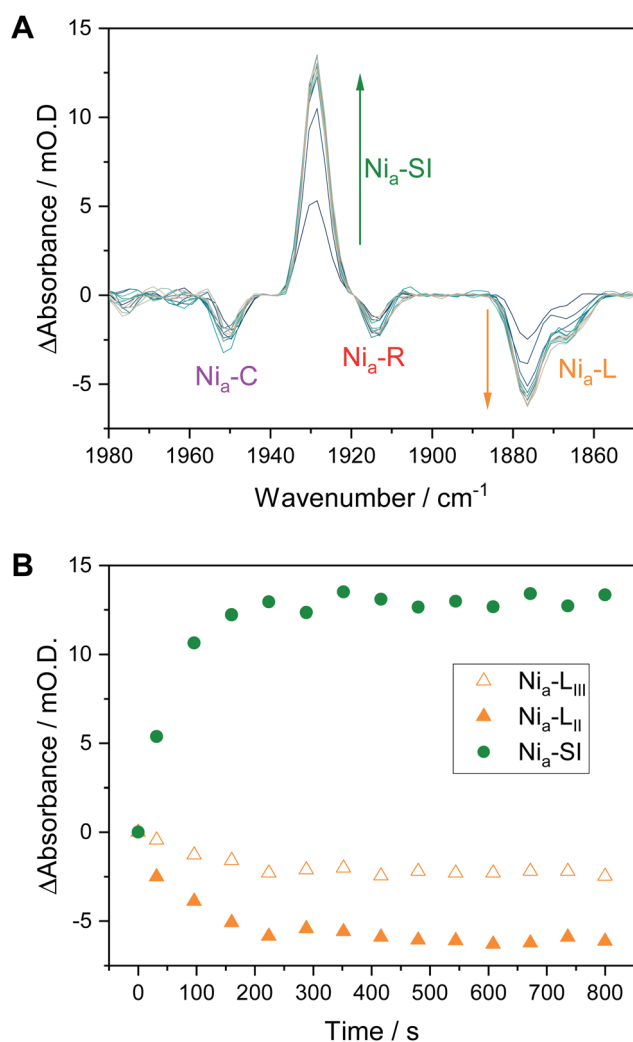 A
ΔAbsorbance / mO.D
15
10
5
0
-5
Niₐ-SI
Niₐ-C
Niₐ-R
Niₐ-L
1980 1960 1940 1920 1900 1880 1860
Wavenumber / cm⁻¹
B
ΔAbsorbance / mO.D.
15
10
5
0
-5
Niₐ-L_III
Niₐ-L_II
Niₐ-SI
0 100 200 300 400 500 600 700 800
Time / s